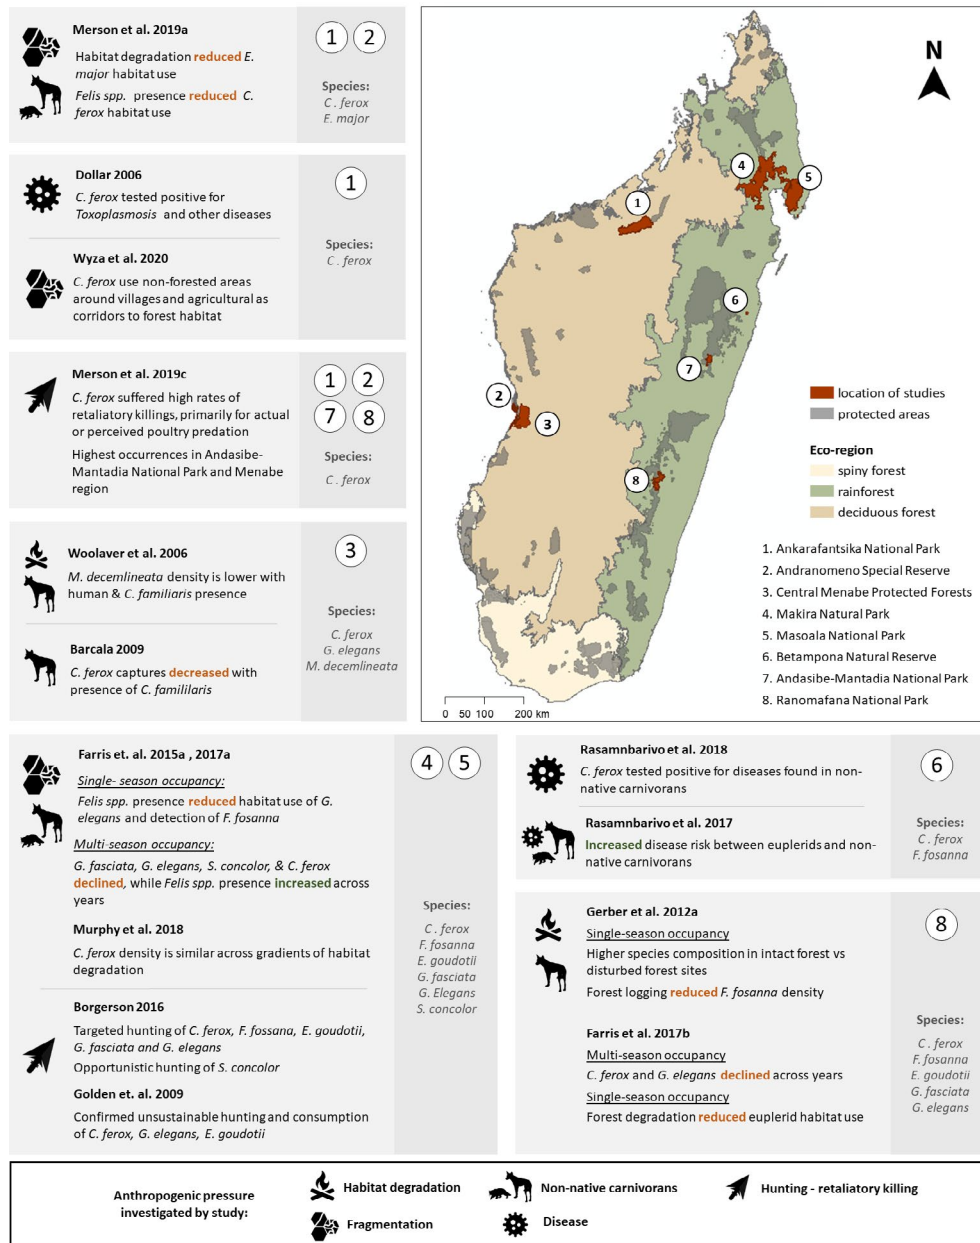 Merson et al. 2019a
Habitat degradation reduced E.
major habitat use
Felis spp. presence reduced C.
ferox habitat use
1 2
Species:
C. ferox
E. major
Dollar 2006
C. ferox tested positive for
Toxoplasmosis and other diseases
Wyza et al. 2020
C. ferox use non-forested areas
around villages and agricultural as
corridors to forest habitat
1
Species:
C . ferox
Merson et al. 2019c
C. ferox suffered high rates of
retaliatory killings, primarily for actual
or perceived poultry predation
Highest occurrences in Andasibe-
Mantadia National Park and Menabe
region
1 2
7 8
Species:
C. ferox
Woolaver et al. 2006
M. decemlineata density is lower with
human & C. familiaris presence
Barcala 2009
C. ferox captures decreased with
presence of C. famililaris
3
Species:
C. ferox
G. elegans
M. decemlineata
N
4
5
1
6
7
2
3
8
location of studies
protected areas
Eco-region
spiny forest
rainforest
deciduous forest
1. Ankarafantsika National Park
2. Andranomeno Special Reserve
3. Central Menabe Protected Forests
4. Makira Natural Park
5. Masoala National Park
6. Betampona Natural Reserve
7. Andasibe-Mantadia National Park
8. Ranomafana National Park
0 50 100 200 km
Farris et. al. 2015a , 2017a
Single- season occupancy:
Felis spp. presence reduced habitat use of G.
elegans and detection of F. fosanna
Multi-season occupancy:
G. fasciata, G. elegans, S. concolor, & C. ferox
declined, while Felis spp. presence increased across
years
Murphy et al. 2018
C. ferox density is similar across gradients of habitat
degradation
Borgerson 2016
Targeted hunting of C. ferox, F. fossana, E. goudotii,
G. fasciata and G. elegans
Opportunistic hunting of S. concolor
Golden et. al. 2009
Confirmed unsustainable hunting and consumption
of C. ferox, G. elegans, E. goudotii
4 5
Species:
C . ferox
F. fosanna
E. goudotii
G. fasciata
G. Elegans
S. concolor
Rasamnbarivo et al. 2018
C. ferox tested positive for diseases found in non-
native carnivorans
Rasamnbarivo et al. 2017
Increased disease risk between euplerids and non-
native carnivorans
6
Species:
C . ferox
F. fosanna
Gerber et al. 2012a
Single-season occupancy
Higher species composition in intact forest vs
disturbed forest sites
Forest logging reduced F. fosanna density
Farris et al. 2017b
Multi-season occupancy
C. ferox and G. elegans declined across years
Single-season occupancy
Forest degradation reduced euplerid habitat use
8
Species:
C . ferox
F. fosanna
E. goudotii
G. fasciata
G. elegans
Anthropogenic pressure
investigated by study:
Habitat degradation
Non-native carnivorans
Hunting - retaliatory killing
Fragmentation
Disease